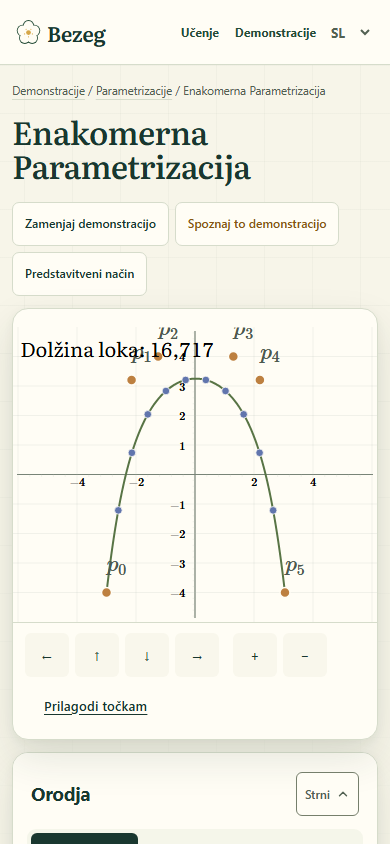 Bezeg
Učenje Demonstracije SL
Demonstracije / Parametrizacije / Enakomerna Parametrizacija
Enakomerna
Parametrizacija
Zamenjaj demonstracijo
Spoznaj to demonstracijo
Predstavitveni način
p2 p3
Dolžina loka: 16,717
p1 4 p4
3
2
1
−4 −2 2 4
−1
−2
p0 −3 p5
−4
← ↑ ↓ → + −
Prilagodi točkam
Orodja
Strni